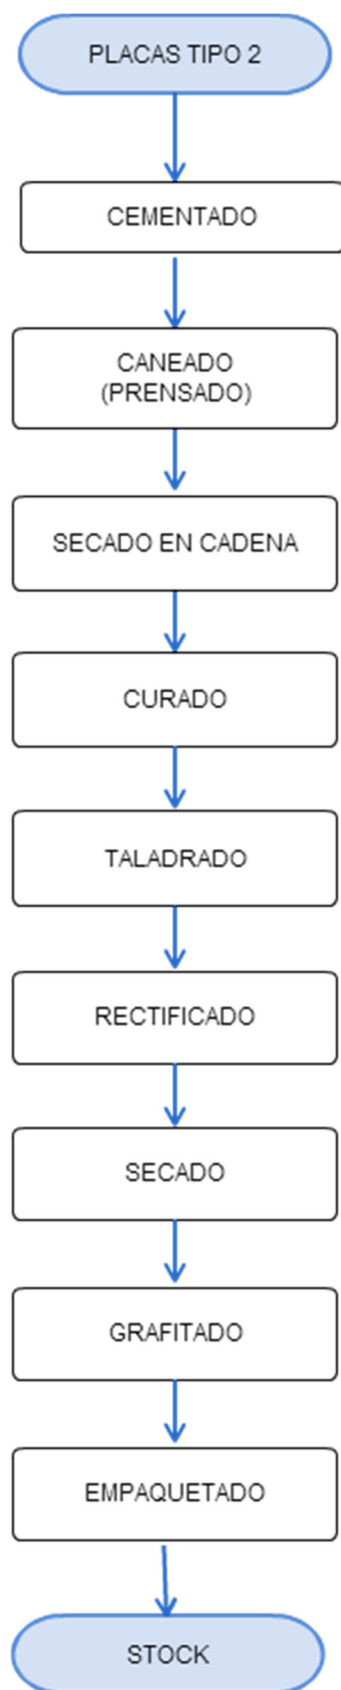 PLACAS TIPO 2
CEMENTADO
CANEADO
(PRENSADO)
SECADO EN CADENA
CURADO
TALADRADO
RECTIFICADO
SECADO
GRAFITADO
EMPAQUETADO
STOCK